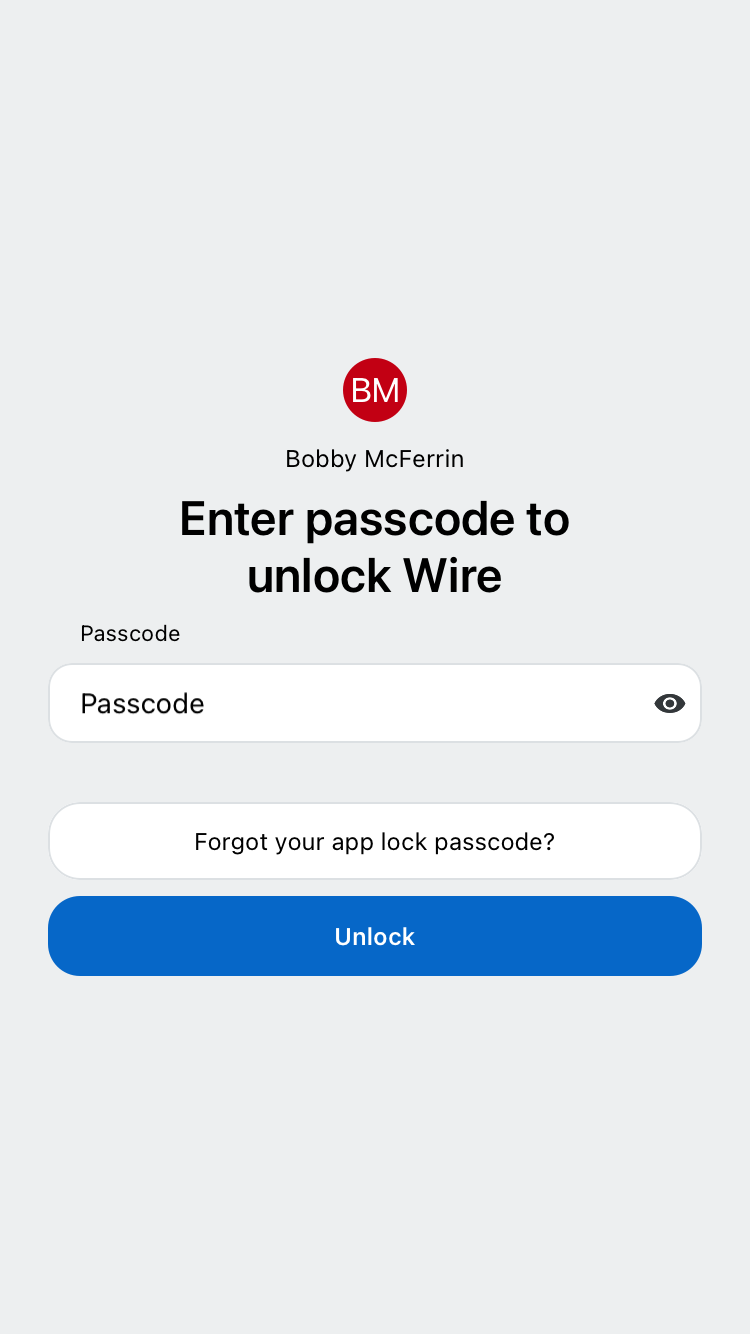 BM
Bobby McFerrin
Enter passcode to
unlock Wire
Passcode
Passcode
Forgot your app lock passcode?
Unlock